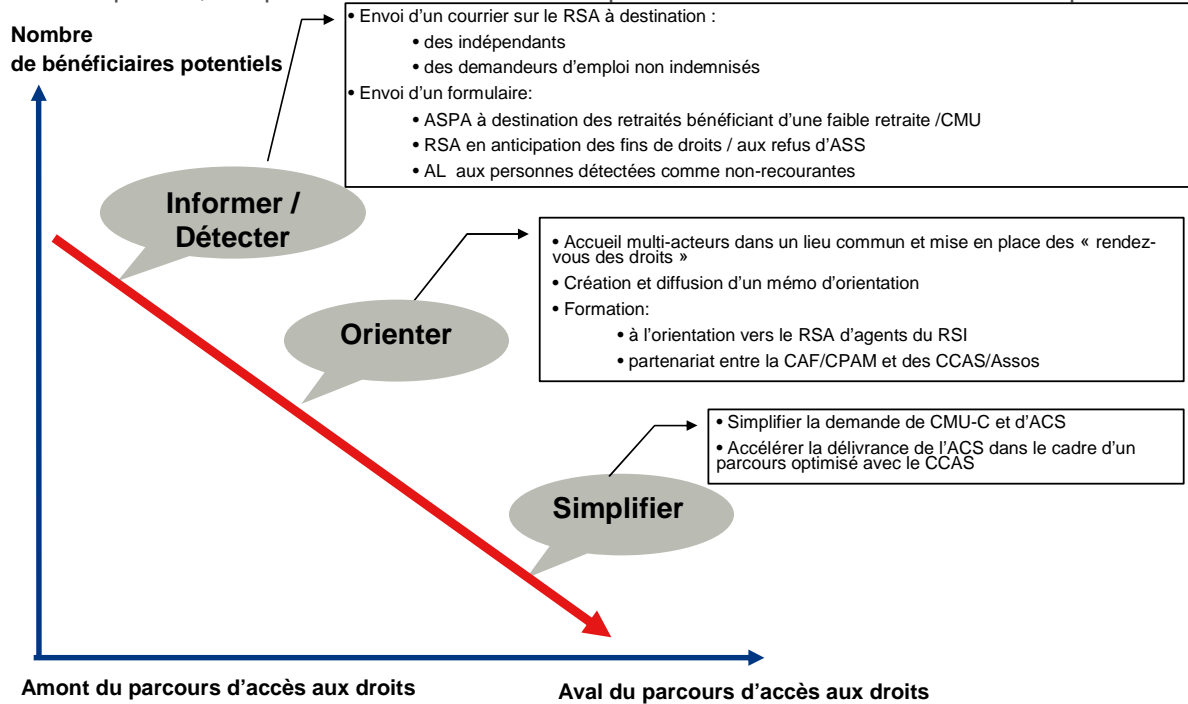 Nombre
de bénéficiaires potentiels
• Envoi d'un courrier sur le RSA à destination :
• des indépendants
• des demandeurs d'emploi non indemnisés
• Envoi d'un formulaire:
• ASPA à destination des retraités bénéficiant d'une faible retraite /CMU
• RSA en anticipation des fins de droits / aux refus d'ASS
• AL aux personnes détectées comme non-recourantes
Informer /
Détecter
• Accueil multi-acteurs dans un lieu commun et mise en place des « rendez-
vous des droits »
• Création et diffusion d'un mémo d'orientation
• Formation:
• à l'orientation vers le RSA d'agents du RSI
• partenariat entre la CAF/CPAM et des CCAS/Assos
Orienter
• Simplifier la demande de CMU-C et d'ACS
• Accélérer la délivrance de l'ACS dans le cadre d'un
parcours optimisé avec le CCAS
Simplifier
Amont du parcours d'accès aux droits
Aval du parcours d'accès aux droits